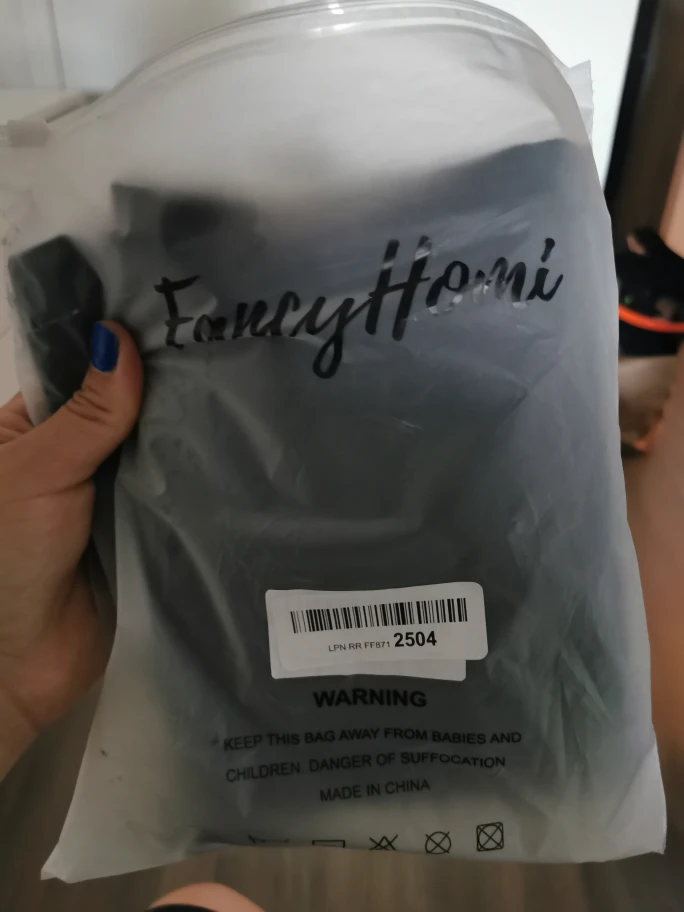 FancyHomi
LPN RR FF871 2504
WARNING
KEEP THIS BAG AWAY FROM BABIES AND
CHILDREN. DANGER OF SUFFOCATION
MADE IN CHINA